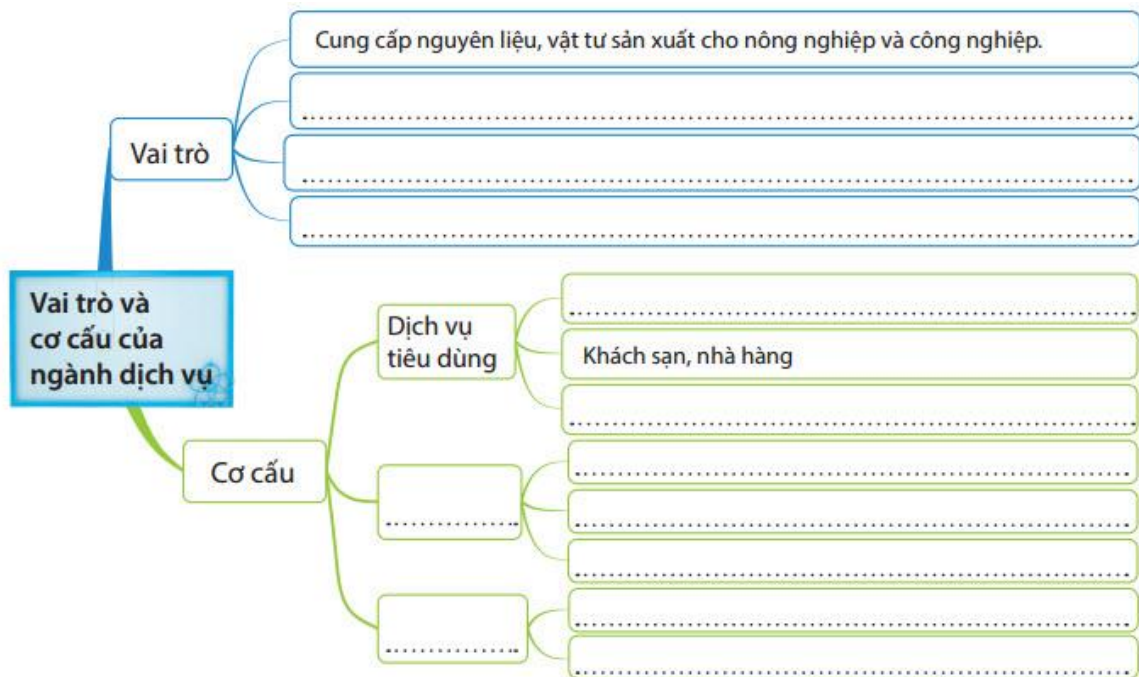 Cung cấp nguyên liệu, vật tư sản xuất cho nông nghiệp và công nghiệp.
Vai trò
Vai trò và
cơ cấu của
ngành dịch vụ
Dịch vụ
tiêu dùng
Khách sạn, nhà hàng
Cơ cấu